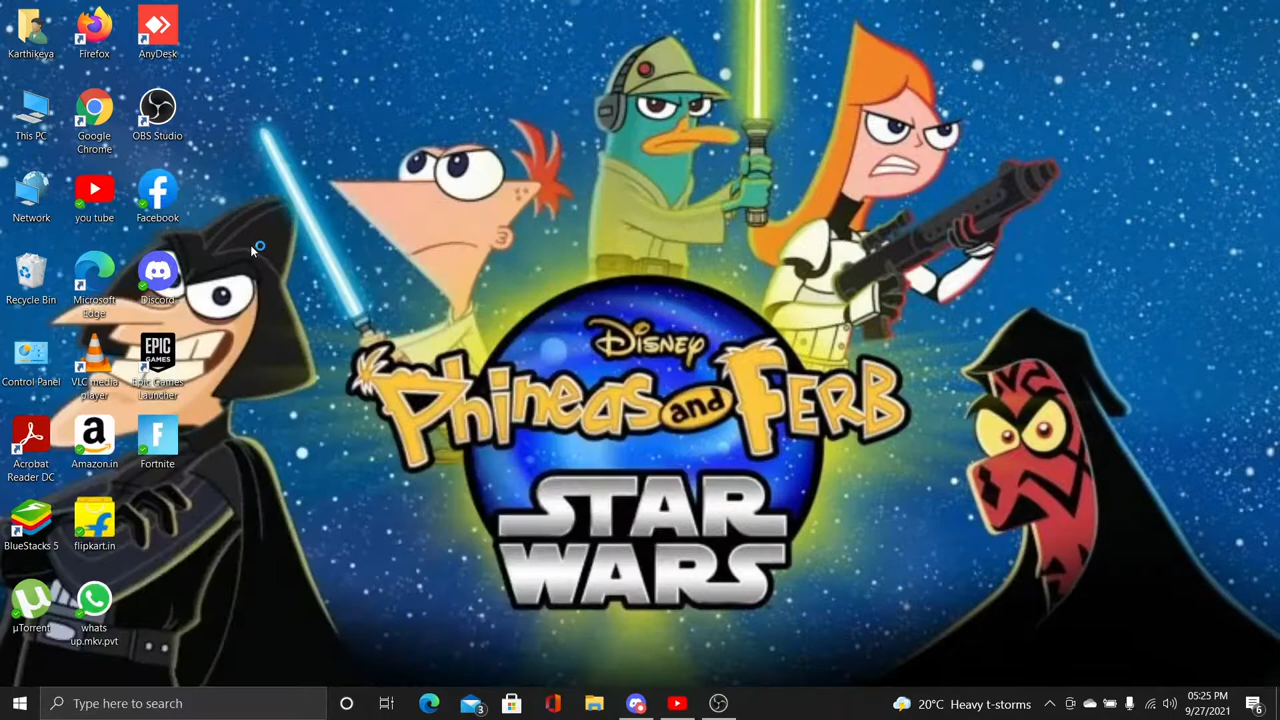 Karthikeya
Firefox
AnyDesk
This PC
Google
Chrome
OBS Studio
Network
you tube
Facebook
Recycle Bin
Microsoft
Edge
Discord
Control Panel
VLC media
player
EPIC
GAMES
Epic Games
Launcher
Acrobat
Reader DC
Amazon.in
Fortnite
BlueStacks 5
flipkart.in
µTorrent
whats
up.mkv.pvt
Disney
Phineas and Ferb
STAR
WARS
Type here to search
3
20°C Heavy t-storms
05:25 PM
9/27/2021
6